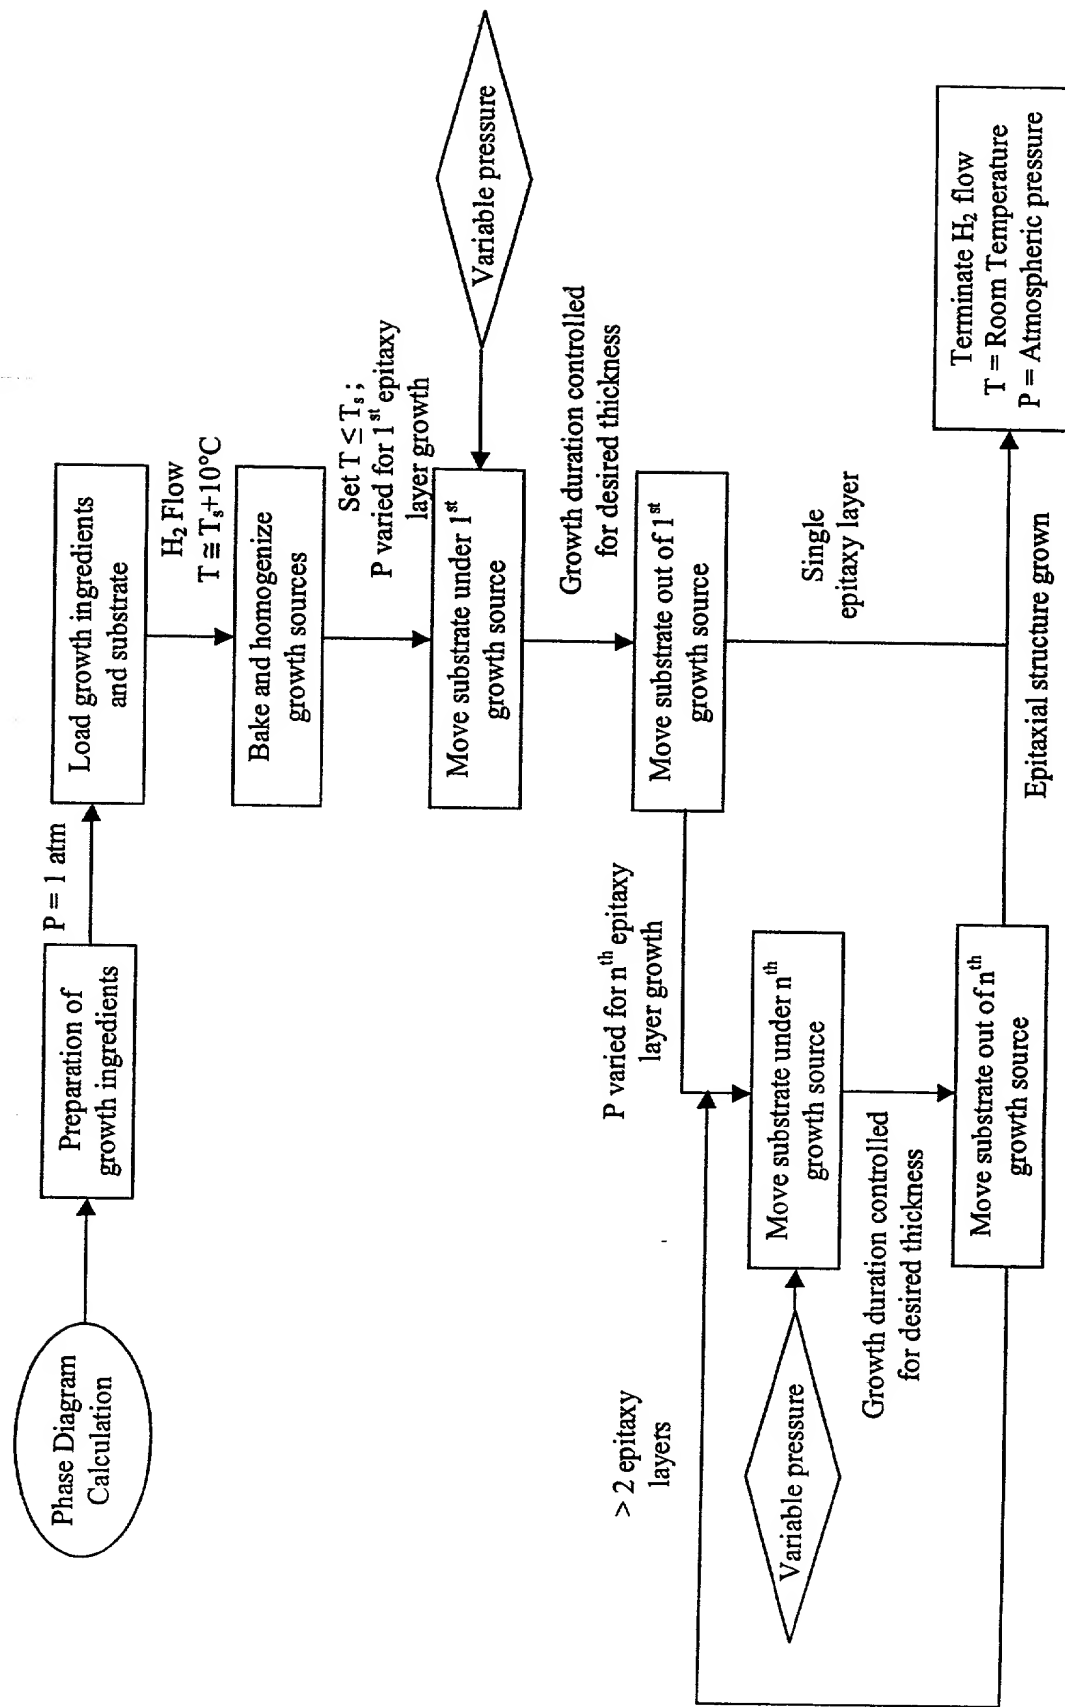 Phase Diagram
Calculation
Preparation of
growth ingredients
P = 1 atm
Load growth ingredients
and substrate
H₂ Flow
T ≅ Tₛ+10°C
Bake and homogenize
growth sources
Set T ≤ Tₛ ;
P varied for 1ˢᵗ epitaxy
layer growth
Move substrate under 1ˢᵗ
growth source
Variable pressure
Growth duration controlled
for desired thickness
Move substrate out of 1ˢᵗ
growth source
Single
epitaxy layer
P varied for nᵗʰ epitaxy
layer growth
> 2 epitaxy
layers
Move substrate under nᵗʰ
growth source
Variable pressure
Growth duration controlled
for desired thickness
Move substrate out of nᵗʰ
growth source
Epitaxial structure grown
Terminate H₂ flow
T = Room Temperature
P = Atmospheric pressure